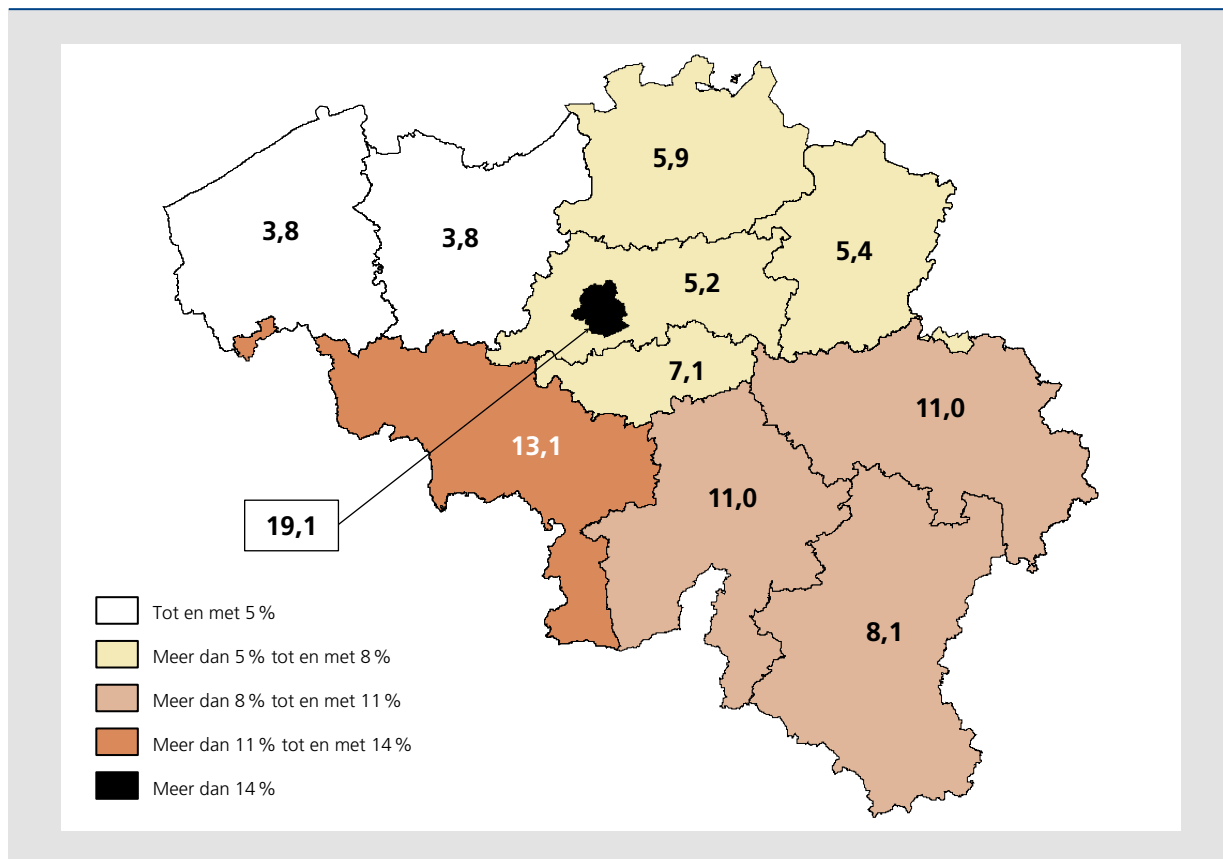 5,9
3,8
3,8
5,4
5,2
7,1
11,0
13,1
11,0
19,1
8,1
Tot en met 5 %
Meer dan 5 % tot en met 8 %
Meer dan 8 % tot en met 11 %
Meer dan 11 % tot en met 14 %
Meer dan 14 %